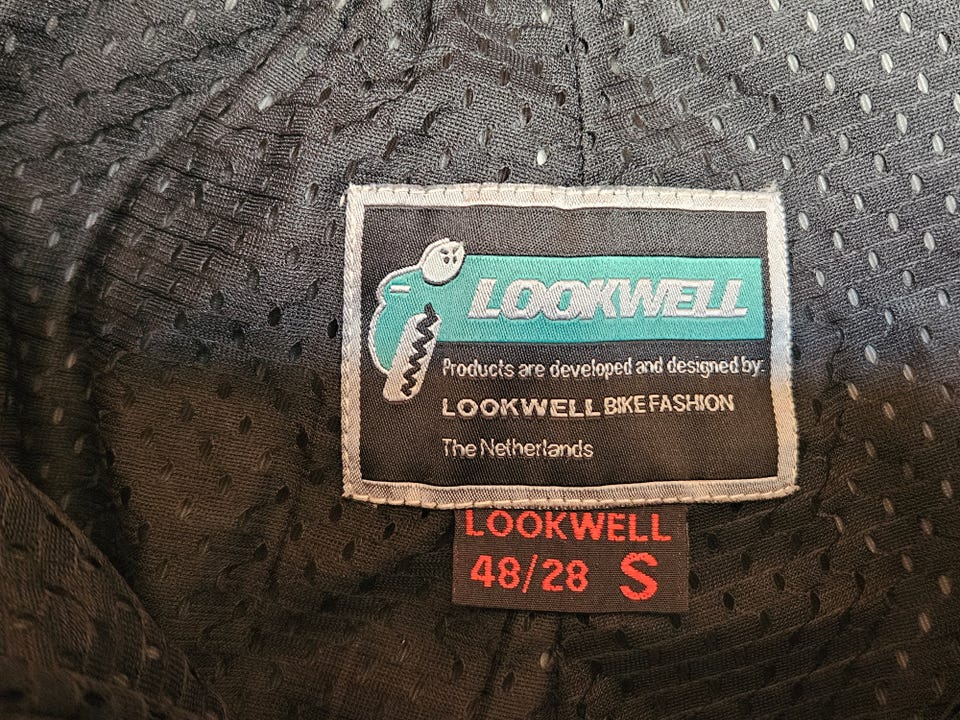 LOOKWELL
Products are developed and designed by:
LOOKWELL BIKE FASHION
The Netherlands
LOOKWELL
48/28 S